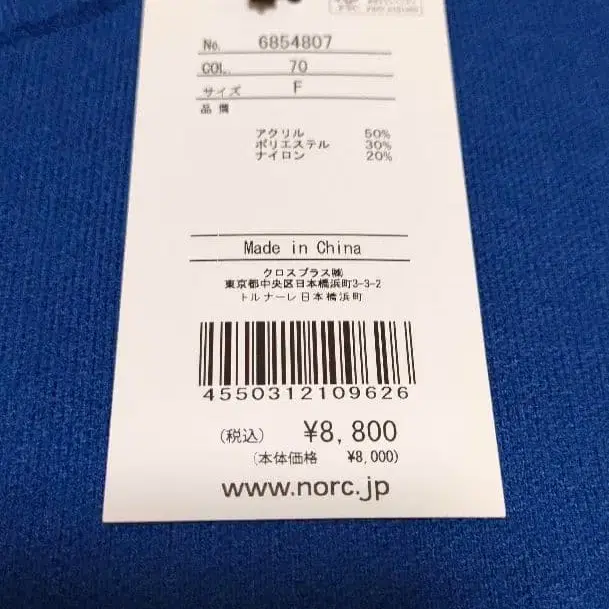 No. 6854807
COL. 70
サイズ F
品 價
アクリル 50%
ポリエステル 30%
ナイロン 20%
Made in China
クロスプラス㈱
東京都中央区日本橋浜町3-3-2
トルナーレ日本橋浜町
4550312109626
(税込) ¥8,800
(本体価格 ¥8,000)
www.norc.jp